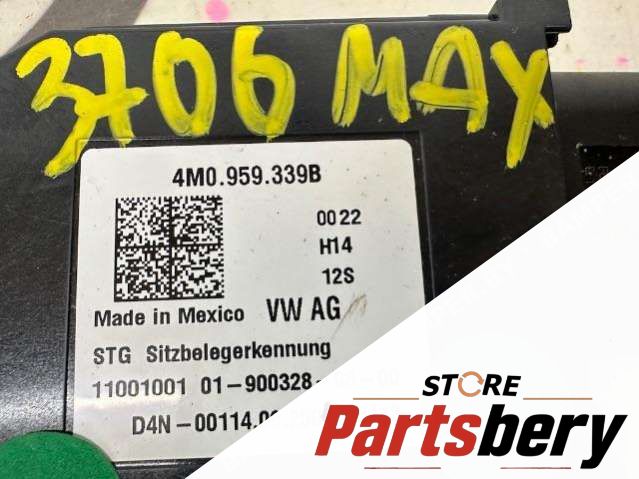 3706 MAX
4M0.959.339B
0022
H14
12S
Made in Mexico VW AG
STG Sitzbelegerkennung
11001001 01-900328
D4N-00114.
STORE
Partsbery